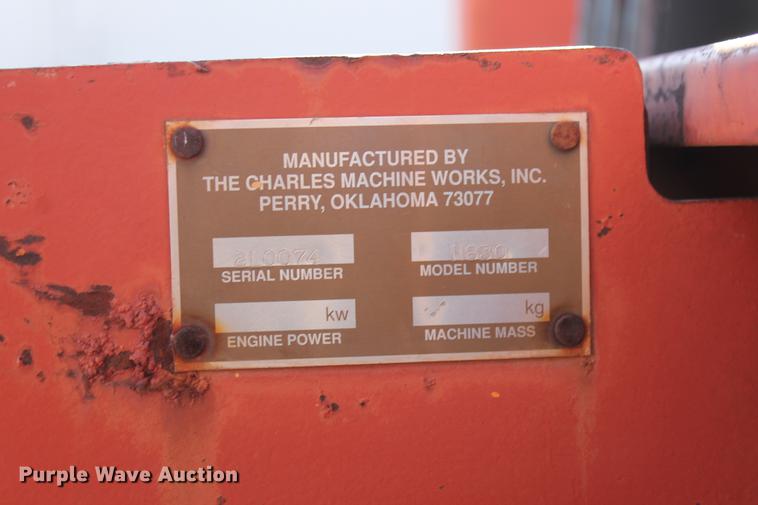 MANUFACTURED BY
THE CHARLES MACHINE WORKS, INC.
PERRY, OKLAHOMA 73077
SERIAL NUMBER
MODEL NUMBER
kw
kg
ENGINE POWER
MACHINE MASS
Purple Wave Auction